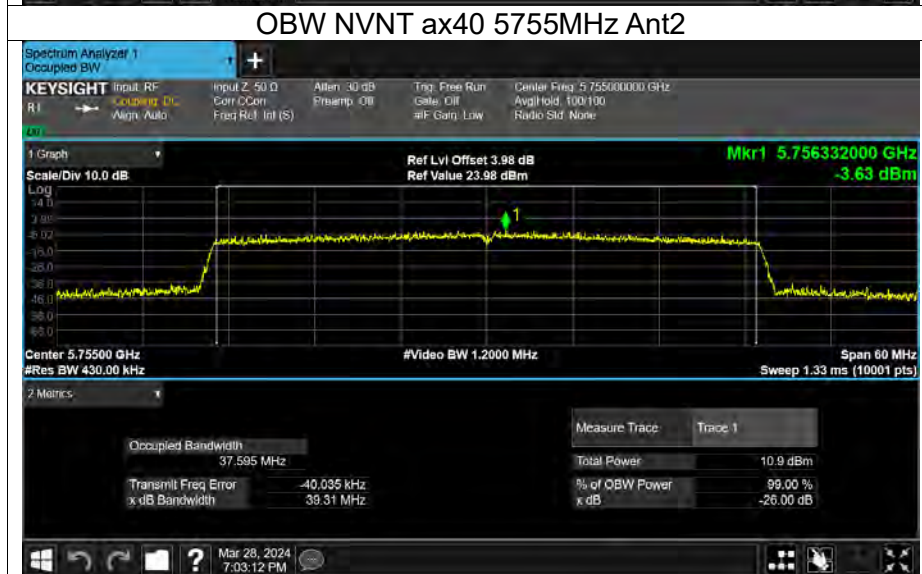 OBW NVNT ax40 5755MHz Ant2
Spectrum Analyzer 1
Occupied BW
KEYSIGHT Input: RF
Coupling: DC
Align: Auto
Input Z: 50 Ω
Corr CCorr
Freq Ref: Int (S)
Atten: 30 dB
Preamp: Off
Trig: Free Run
Gate: Off
#IF Gain: Low
Center Freq: 5.755000000 GHz
Avg|Hold: 100/100
Radio Std: None
1 Graph
Scale/Div 10.0 dB
Ref Lvl Offset 3.98 dB
Ref Value 23.98 dBm
Mkr1 5.756332000 GHz
-3.63 dBm
Log
1
Center 5.75500 GHz
#Res BW 430.00 kHz
#Video BW 1.2000 MHz
Span 60 MHz
Sweep 1.33 ms (10001 pts)
2 Metrics
Measure Trace Trace 1
Occupied Bandwidth
37.595 MHz
Total Power 10.9 dBm
Transmit Freq Error -40.035 kHz
% of OBW Power 99.00 %
x dB Bandwidth 39.31 MHz
x dB -26.00 dB
Mar 28, 2024
7:03:12 PM